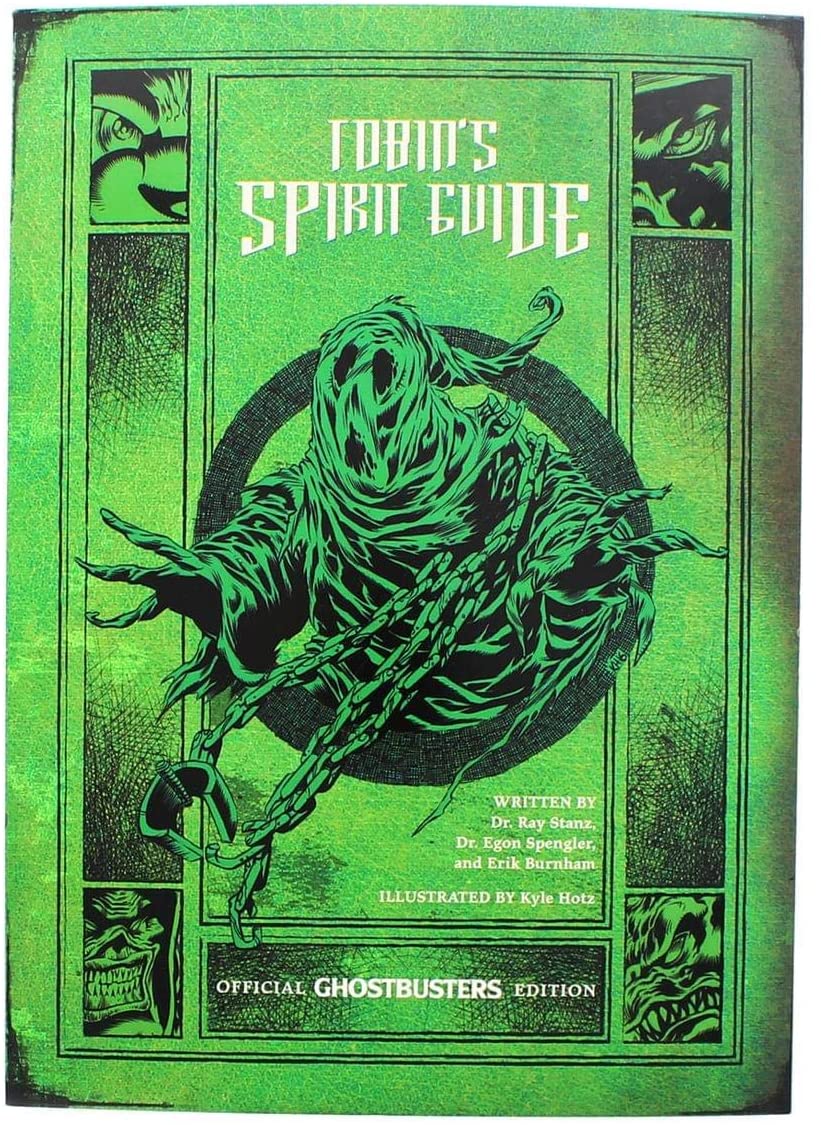 TOBIN'S
SPIRIT GUIDE
WRITTEN BY
Dr. Ray Stanz,
Dr. Egon Spengler,
and Erik Burnham
ILLUSTRATED BY Kyle Hotz
OFFICIAL GHOSTBUSTERS EDITION